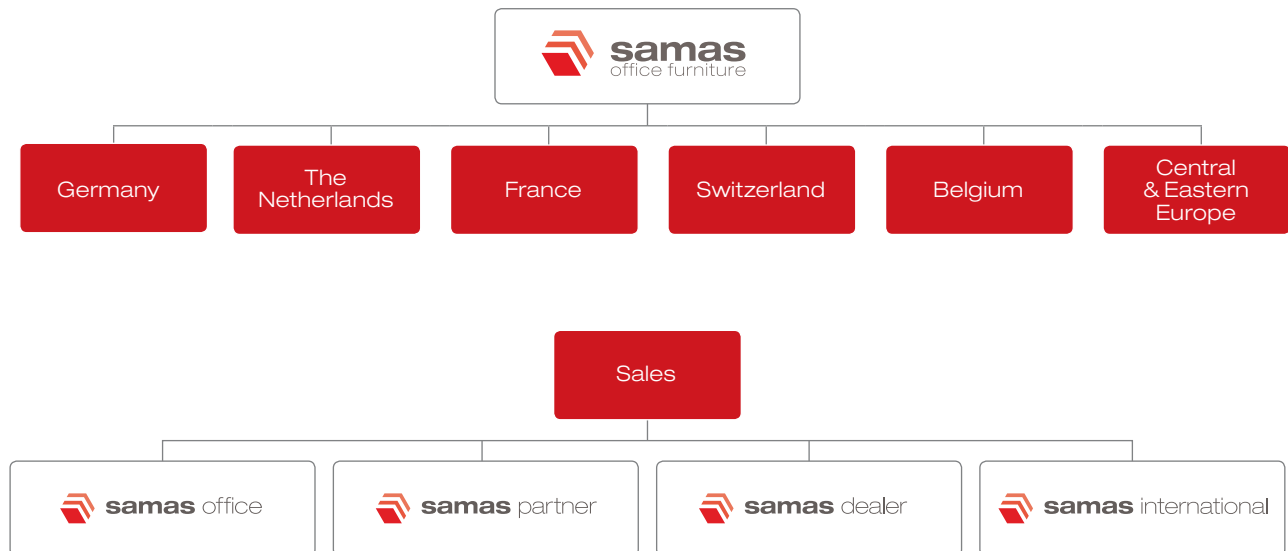 samas
office furniture
Germany
The
Netherlands
France
Switzerland
Belgium
Central
& Eastern
Europe
Sales
samas office
samas partner
samas dealer
samas international